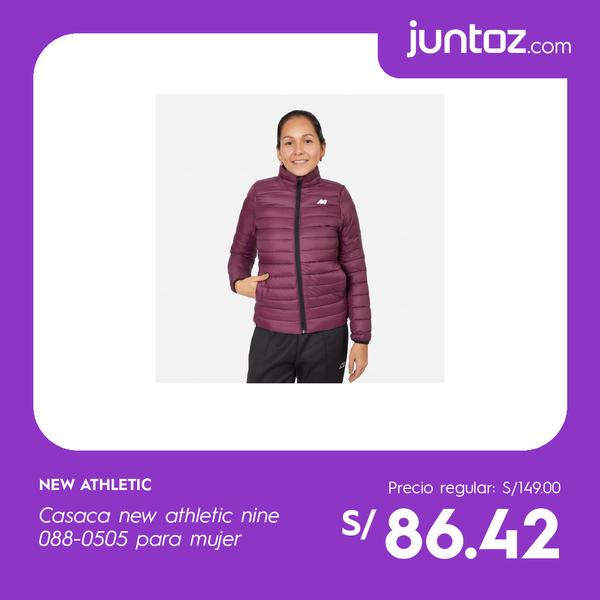 juntoz.com
NEW ATHLETIC
Casaca new athletic nine
088-0505 para mujer
Precio regular: S/149.00
S/ 86.42